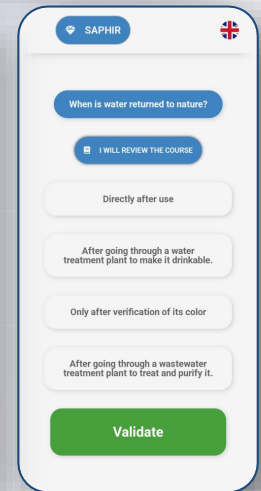 SAPHIR
When is water returned to nature?
I WILL REVIEW THE COURSE
Directly after use
After going through a water
treatment plant to make it drinkable.
Only after verification of its color
After going through a wastewater
treatment plant to treat and purify it.
Validate